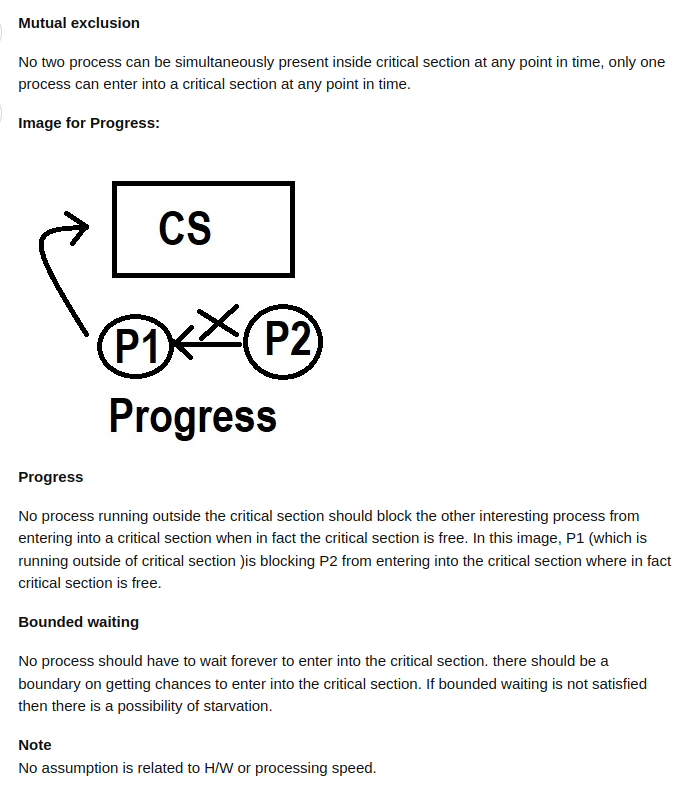 Mutual exclusion
No two process can be simultaneously present inside critical section at any point in time, only one
process can enter into a critical section at any point in time.
Image for Progress:
CS
P1
P2
Progress
Progress
No process running outside the critical section should block the other interesting process from
entering into a critical section when in fact the critical section is free. In this image, P1 (which is
running outside of critical section )is blocking P2 from entering into the critical section where in fact
critical section is free.
Bounded waiting
No process should have to wait forever to enter into the critical section. there should be a
boundary on getting chances to enter into the critical section. If bounded waiting is not satisfied
then there is a possibility of starvation.
Note
No assumption is related to H/W or processing speed.